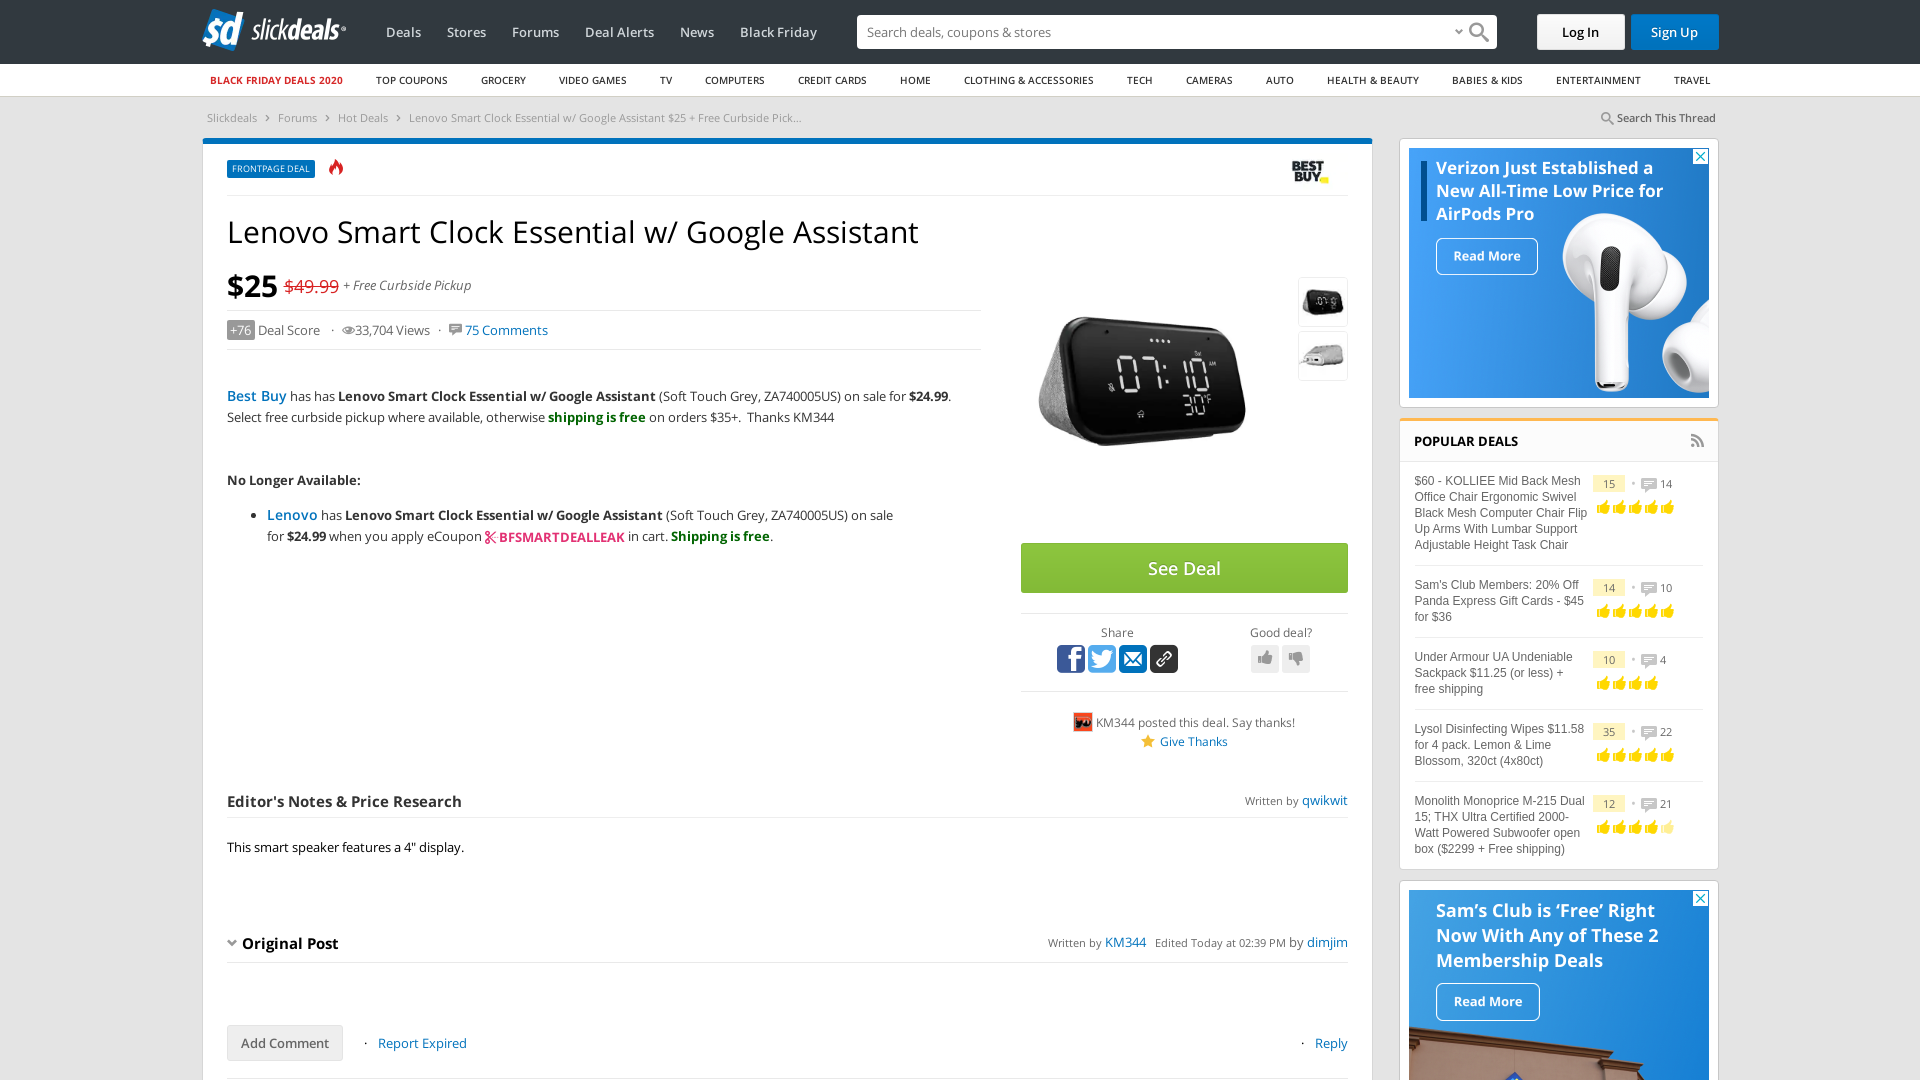 sd slickdeals
Deals Stores Forums Deal Alerts News Black Friday
Search deals, coupons & stores
Log In
Sign Up
BLACK FRIDAY DEALS 2020 TOP COUPONS GROCERY VIDEO GAMES TV COMPUTERS CREDIT CARDS HOME CLOTHING & ACCESSORIES TECH CAMERAS AUTO HEALTH & BEAUTY BABIES & KIDS ENTERTAINMENT TRAVEL
Slickdeals › Forums › Hot Deals › Lenovo Smart Clock Essential w/ Google Assistant $25 + Free Curbside Pick...
Search This Thread
FRONTPAGE DEAL
BEST BUY
Lenovo Smart Clock Essential w/ Google Assistant
$25 $49.99 + Free Curbside Pickup
+76 Deal Score · 33,704 Views · 75 Comments
Best Buy has has Lenovo Smart Clock Essential w/ Google Assistant (Soft Touch Grey, ZA740005US) on sale for $24.99.
Select free curbside pickup where available, otherwise shipping is free on orders $35+. Thanks KM344
No Longer Available:
• Lenovo has Lenovo Smart Clock Essential w/ Google Assistant (Soft Touch Grey, ZA740005US) on sale
for $24.99 when you apply eCoupon BFSMARTDEALLEAK in cart. Shipping is free.
07:10 AM
30°F
See Deal
Share
Good deal?
KM344 posted this deal. Say thanks!
Give Thanks
Editor's Notes & Price Research
Written by qwikwit
This smart speaker features a 4" display.
Original Post
Written by KM344 Edited Today at 02:39 PM by dimjim
Add Comment · Report Expired
· Reply
Verizon Just Established a
New All-Time Low Price for
AirPods Pro
Read More
POPULAR DEALS
$60 - KOLLIEE Mid Back Mesh
Office Chair Ergonomic Swivel
Black Mesh Computer Chair Flip
Up Arms With Lumbar Support
Adjustable Height Task Chair
15 • 14
Sam's Club Members: 20% Off
Panda Express Gift Cards - $45
for $36
14 • 10
Under Armour UA Undeniable
Sackpack $11.25 (or less) +
free shipping
10 • 4
Lysol Disinfecting Wipes $11.58
for 4 pack. Lemon & Lime
Blossom, 320ct (4x80ct)
35 • 22
Monolith Monoprice M-215 Dual
15; THX Ultra Certified 2000-
Watt Powered Subwoofer open
box ($2299 + Free shipping)
12 • 21
Sam's Club is ‘Free’ Right
Now With Any of These 2
Membership Deals
Read More